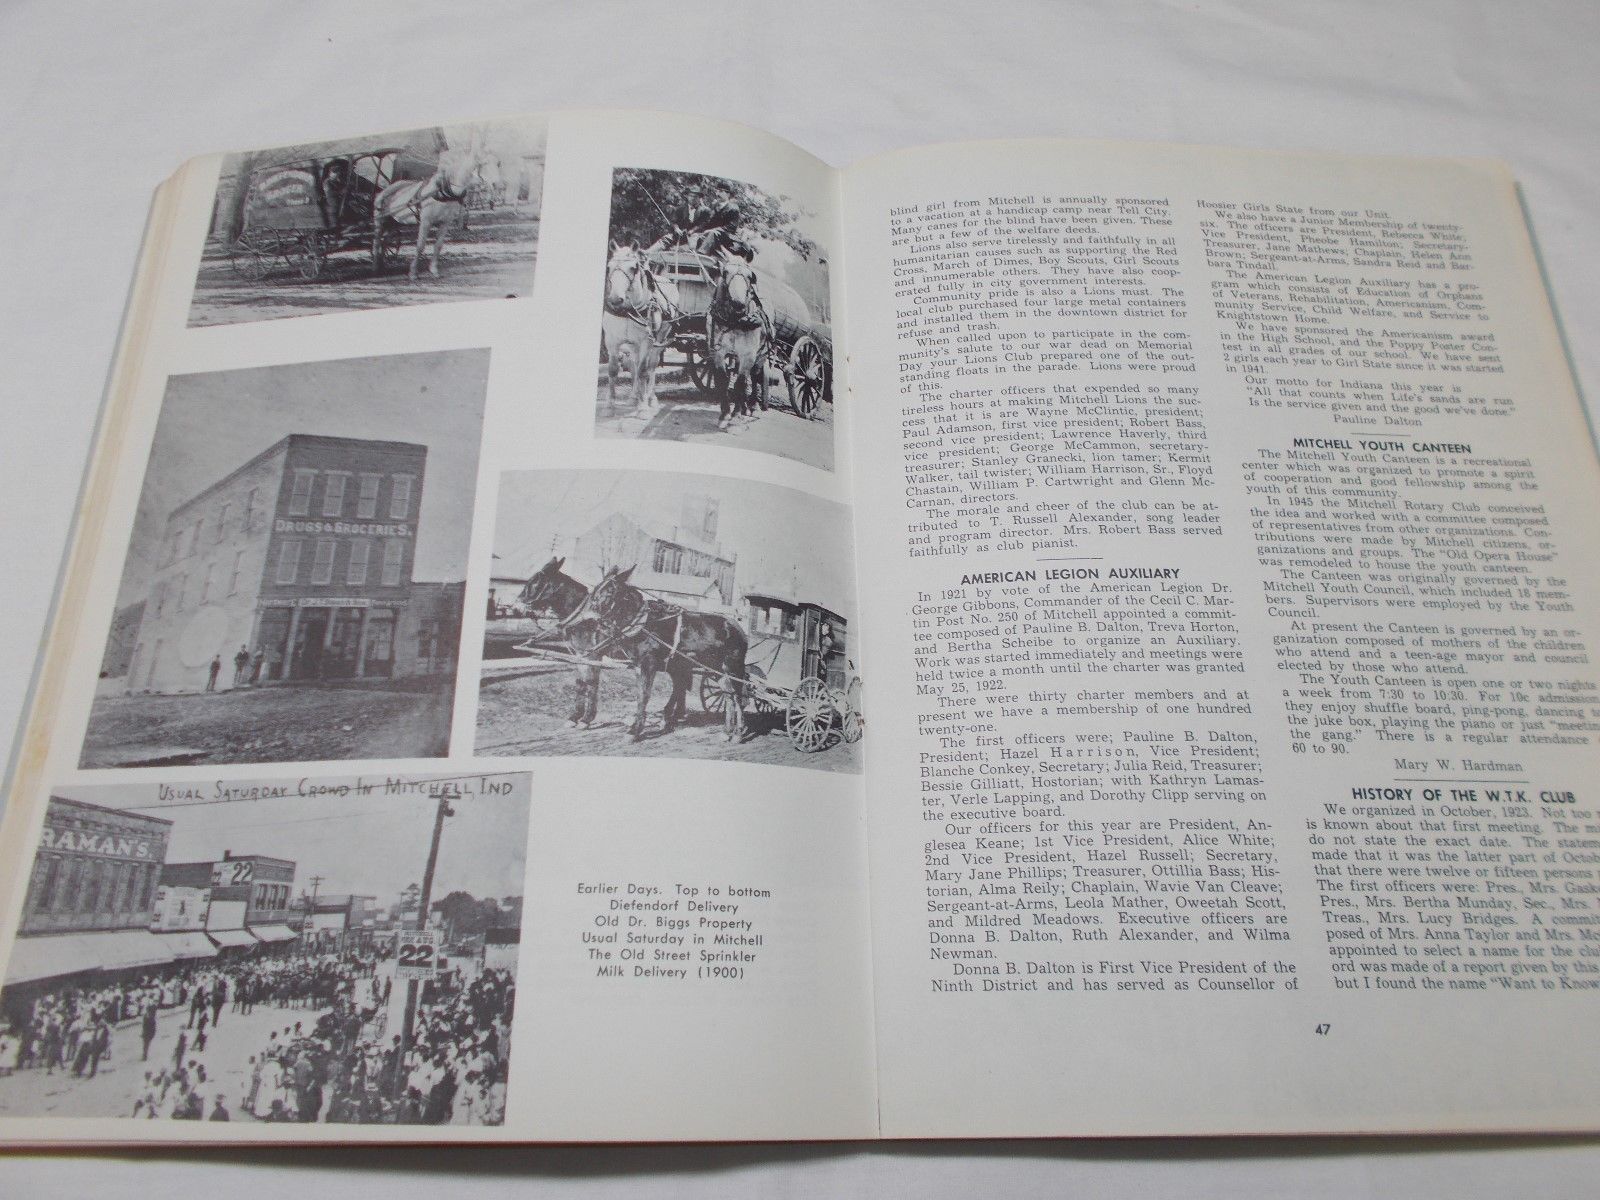 DRUGS & GROCERIES.
USUAL SATURDAY CROWD IN MITCHELL, IND
RAMAN'S.
22
22
Earlier Days. Top to bottom
Diefendorf Delivery
Old Dr. Biggs Property
Usual Saturday in Mitchell
The Old Street Sprinkler
Milk Delivery (1900)
blind girl from Mitchell is annually sponsored
to a vacation at a handicap camp near Tell City.
Many canes for the blind have been given. These
are but a few of the welfare deeds.
Lions also serve tirelessly and faithfully in all
humanitarian causes such as supporting the Red
Cross, March of Dimes, Boy Scouts, Girl Scouts
and innumerable others. They have also coop-
erated fully in city government interests.
Community pride is also a Lions must. The
local club purchased four large metal containers
and installed them in the downtown district for
refuse and trash.
When called upon to participate in the com-
munity's salute to our war dead on Memorial
Day your Lions Club prepared one of the out-
standing floats in the parade. Lions were proud
of this.
The charter officers that expended so many
tireless hours at making Mitchell Lions the suc-
cess that it is are Wayne McClintic, president;
Paul Adamson, first vice president; Robert Bass,
second vice president; Lawrence Haverly, third
vice president; George McCammon, secretary-
treasurer; Stanley Granecki, lion tamer; Kermit
Walker, tail twister; William Harrison, Sr., Floyd
Chastain, William P. Cartwright and Glenn Mc-
Carnan, directors.
The morale and cheer of the club can be at-
tributed to T. Russell Alexander, song leader
and program director. Mrs. Robert Bass served
faithfully as club pianist.
AMERICAN LEGION AUXILIARY
In 1921 by vote of the American Legion Dr.
George Gibbons, Commander of the Cecil C. Mar-
tin Post No. 250 of Mitchell appointed a commit-
tee composed of Pauline B. Dalton, Treva Horton,
and Bertha Scheibe to organize an Auxiliary.
Work was started immediately and meetings were
held twice a month until the charter was granted
May 25, 1922.
There were thirty charter members and at
present we have a membership of one hundred
twenty-one.
The first officers were; Pauline B. Dalton,
President; Hazel Harrison, Vice President;
Blanche Conkey, Secretary; Julia Reid, Treasurer;
Bessie Gilliatt, Hostorian; with Kathryn Lamas-
ter, Verle Lapping, and Dorothy Clipp serving on
the executive board.
Our officers for this year are President, An-
glesea Keane; 1st Vice President, Alice White;
2nd Vice President, Hazel Russell; Secretary,
Mary Jane Phillips; Treasurer, Ottillia Bass; His-
torian, Alma Reily; Chaplain, Wavie Van Cleave;
Sergeant-at-Arms, Leola Mather, Oweetah Scott,
and Mildred Meadows. Executive officers are
Donna B. Dalton, Ruth Alexander, and Wilma
Newman.
Donna B. Dalton is First Vice President of the
Ninth District and has served as Counsellor of
Hoosier Girls State from our Unit.
We also have a Junior Membership of twenty-
six. The officers are President, Rebecca White;
Vice President, Pheobe Hamilton; Secretary-
Treasurer, Jane Mathews; Chaplain, Helen Ann
Brown; Sergeant-at-Arms, Sandra Reid and Bar-
bara Tindall.
The American Legion Auxiliary has a pro-
gram which consists of Education of Orphans
of Veterans, Rehabilitation, Americanism, Com-
munity Service, Child Welfare, and Service to
Knightstown Home.
We have sponsored the Americanism award
in the High School, and the Poppy Poster Con-
test in all grades of our school. We have sent
2 girls each year to Girl State since it was started
in 1941.
Our motto for Indiana this year is
"All that counts when Life's sands are run
Is the service given and the good we've done."
Pauline Dalton
MITCHELL YOUTH CANTEEN
The Mitchell Youth Canteen is a recreational
center which was organized to promote a spirit
of cooperation and good fellowship among the
youth of this community.
In 1945 the Mitchell Rotary Club conceived
the idea and worked with a committee composed
of representatives from other organizations. Con-
tributions were made by Mitchell citizens, or-
ganizations and groups. The "Old Opera House"
was remodeled to house the youth canteen.
The Canteen was originally governed by the
Mitchell Youth Council, which included 18 mem-
bers. Supervisors were employed by the Youth
Council.
At present the Canteen is governed by an or-
ganization composed of mothers of the children
who attend and a teen-age mayor and council
elected by those who attend.
The Youth Canteen is open one or two nights
a week from 7:30 to 10:30. For 10c admission
they enjoy shuffle board, ping-pong, dancing to
the juke box, playing the piano or just "meeting
the gang." There is a regular attendance
60 to 90.
Mary W. Hardman
HISTORY OF THE W.T.K. CLUB
We organized in October, 1923. Not too
is known about that first meeting. The
do not state the exact date. The
made that it was the latter part of
that there were twelve or fifteen persons
The first officers were: Pres., Mrs.
Pres., Mrs. Bertha Munday, Sec., Mrs.
Treas., Mrs. Lucy Bridges. A
posed of Mrs. Anna Taylor and Mrs.
appointed to select a name for the
ord was made of a report given by this
but I found the name "Want to Know
47